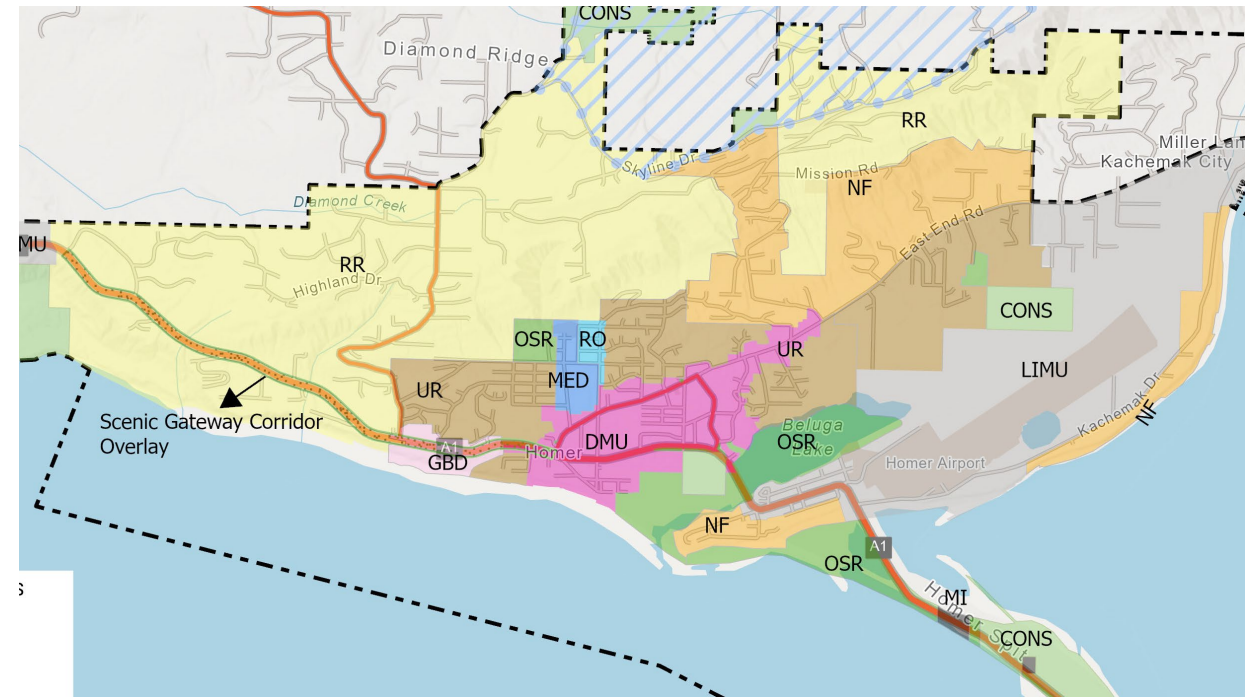 CONS
Diamond Ridge
RR
Miller Lan
Kachemak City
Skyline Dr
Mission Rd
NF
Diamond Creek
East End Rd
MU
RR
Highland Dr
CONS
OSR
RO
UR
MED
LIMU
UR
Scenic Gateway Corridor
Overlay
Kachemak Dr
NF
Beluga
Lake
OSR
DMU
A1
Homer
GBD
Homer Airport
NF
A1
OSR
MI
Homer Spit
CONS
s